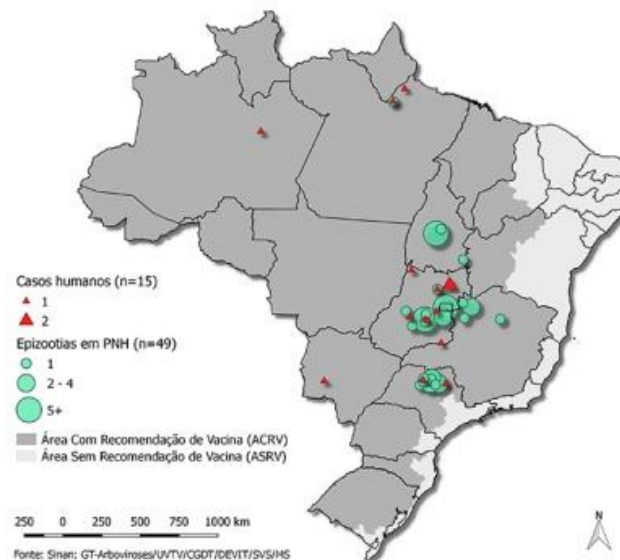 Casos humanos (n=15)
1
2
Epizootias em PNH (n=49)
1
2 - 4
5+
Área Com Recomendação de Vacina (ACRV)
Área Sem Recomendação de Vacina (ASRV)
250 0 250 500 750 1000 km
N
Fonte: Sinan; GT-Arboviroses/UVTV/CGDT/DEVIT/SVS/MS